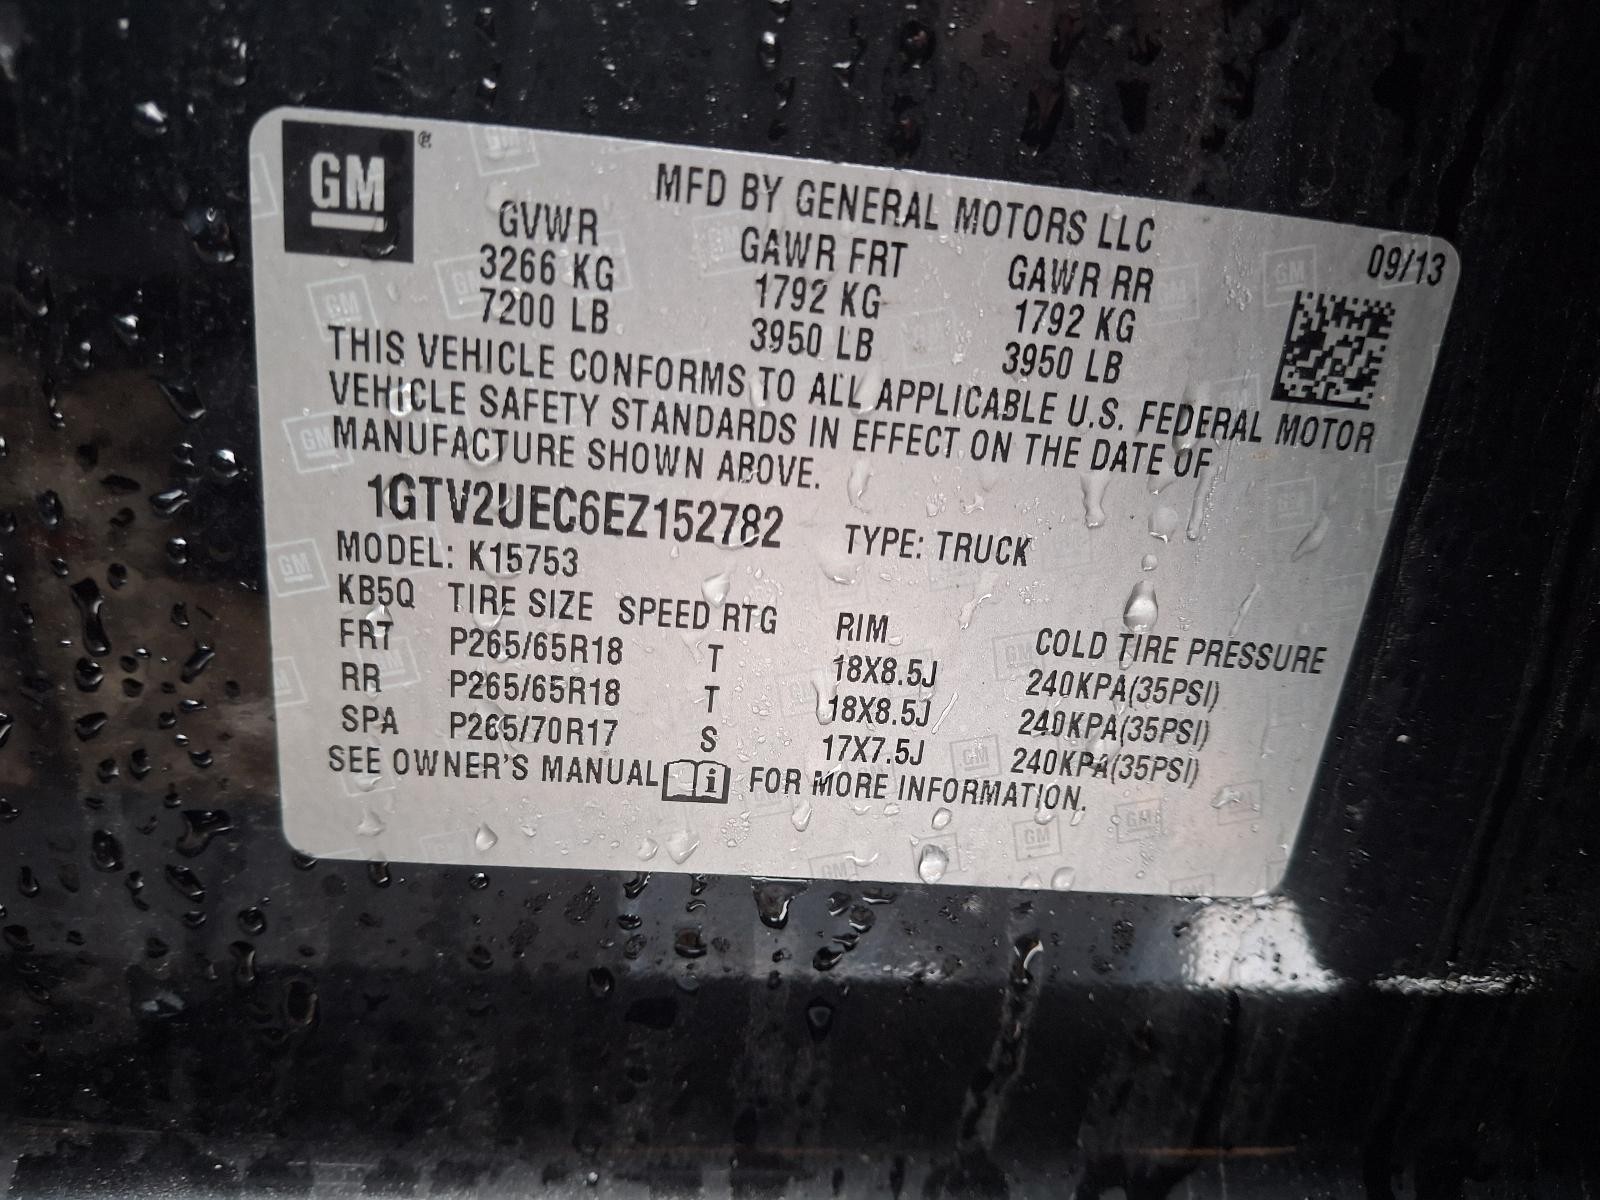 GM
MFD BY GENERAL MOTORS LLC
09/13
GVWR GAWR FRT GAWR RR
3266 KG 1792 KG 1792 KG
7200 LB 3950 LB 3950 LB
THIS VEHICLE CONFORMS TO ALL APPLICABLE U.S. FEDERAL MOTOR
VEHICLE SAFETY STANDARDS IN EFFECT ON THE DATE OF
MANUFACTURE SHOWN ABOVE.
1GTV2UEC6EZ152782 TYPE: TRUCK
MODEL: K15753
KB5Q TIRE SIZE SPEED RTG RIM COLD TIRE PRESSURE
FRT P265/65R18 T 18X8.5J 240KPA(35PSI)
RR P265/65R18 T 18X8.5J 240KPA(35PSI)
SPA P265/70R17 S 17X7.5J 240KPA(35PSI)
SEE OWNER'S MANUAL i FOR MORE INFORMATION.